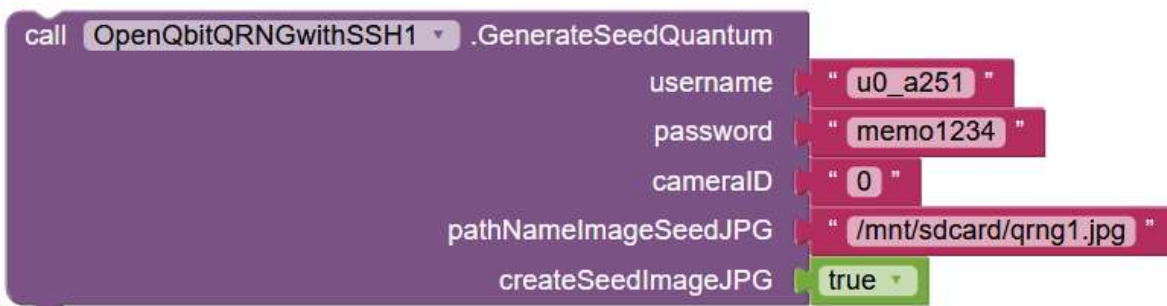 call OpenQbitQRNGwithSSH1 .GenerateSeedQuantum
username " u0_a251 "
password " memo1234 "
cameraID " 0 "
pathNameImageSeedJPG " /mnt/sdcard/qrng1.jpg "
createSeedImageJPG true